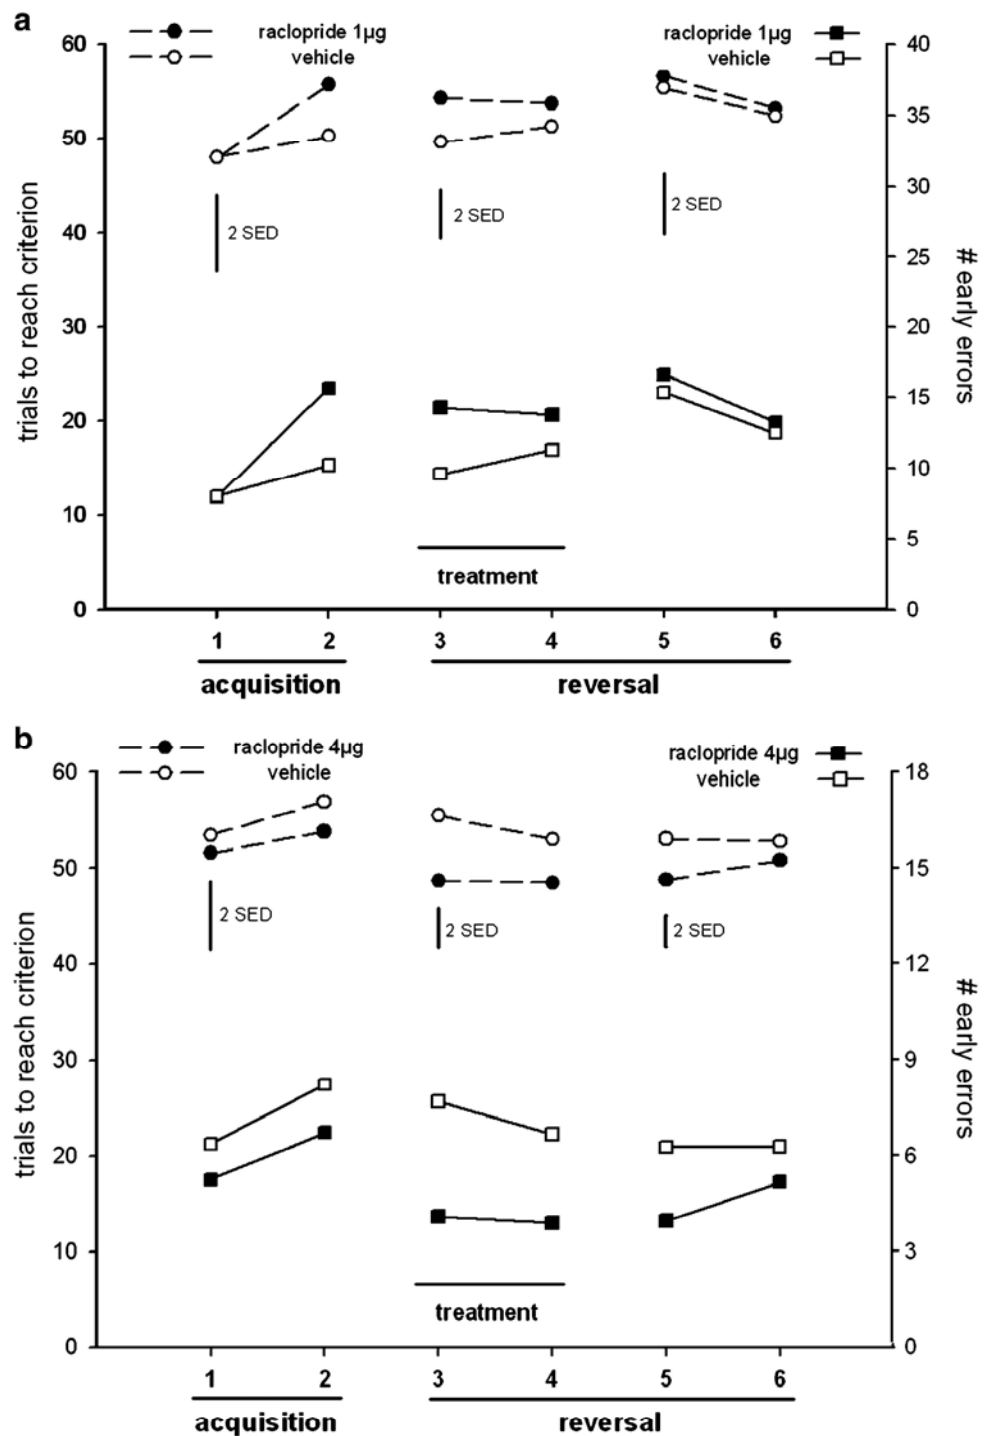 a
raclopride 1µg
vehicle
raclopride 1µg
vehicle
60
50
40
30
20
10
0
trials to reach criterion
40
35
30
25
20
15
10
5
0
# early errors
2 SED
2 SED
2 SED
treatment
1 2 3 4 5 6
acquisition
reversal
b
raclopride 4µg
vehicle
raclopride 4µg
vehicle
60
50
40
30
20
10
0
trials to reach criterion
18
15
12
9
6
3
0
# early errors
2 SED
2 SED
2 SED
treatment
1 2 3 4 5 6
acquisition
reversal